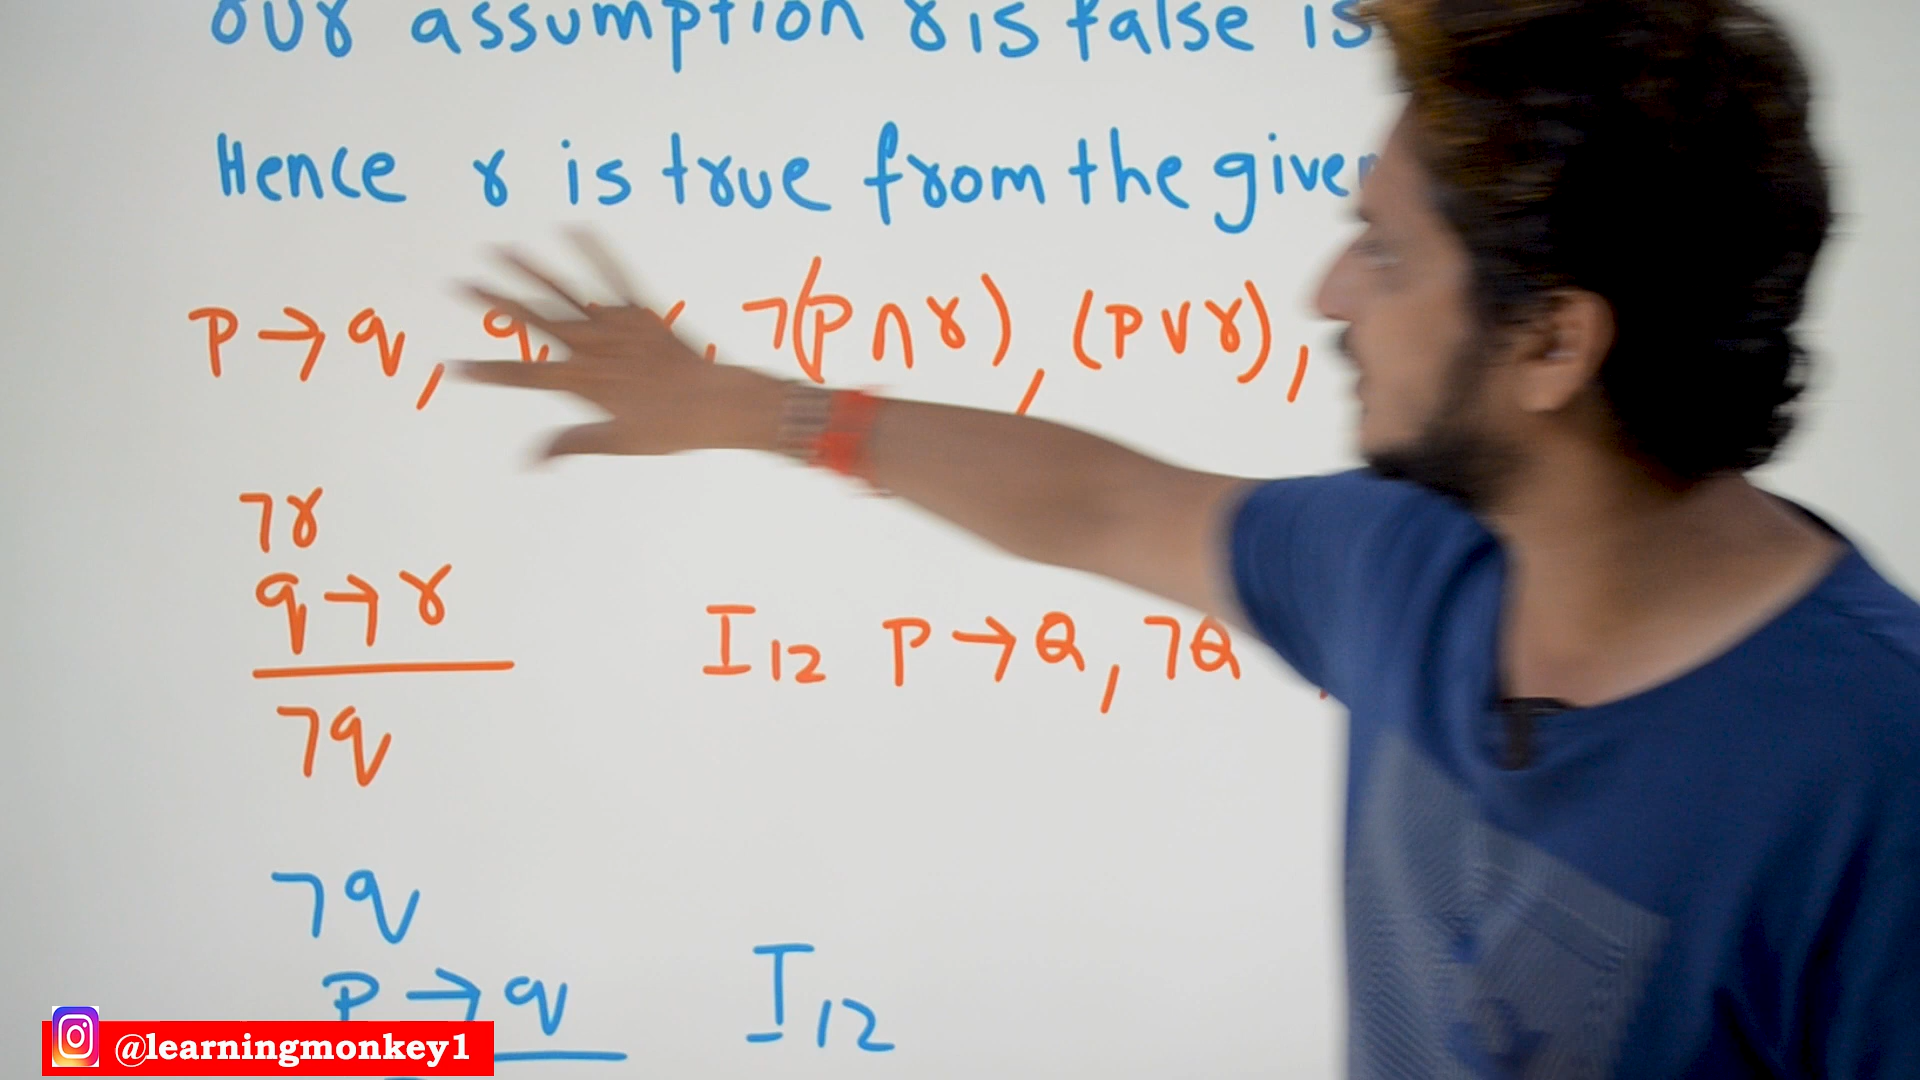 our assumption r is false is
Hence r is true from the given
p → q, q r, ¬(p ∩ r), (p ∨ r),
¬r
q → r
¬q
I12 P → Q, ¬Q
¬q
p → q I12
@learningmonkey1